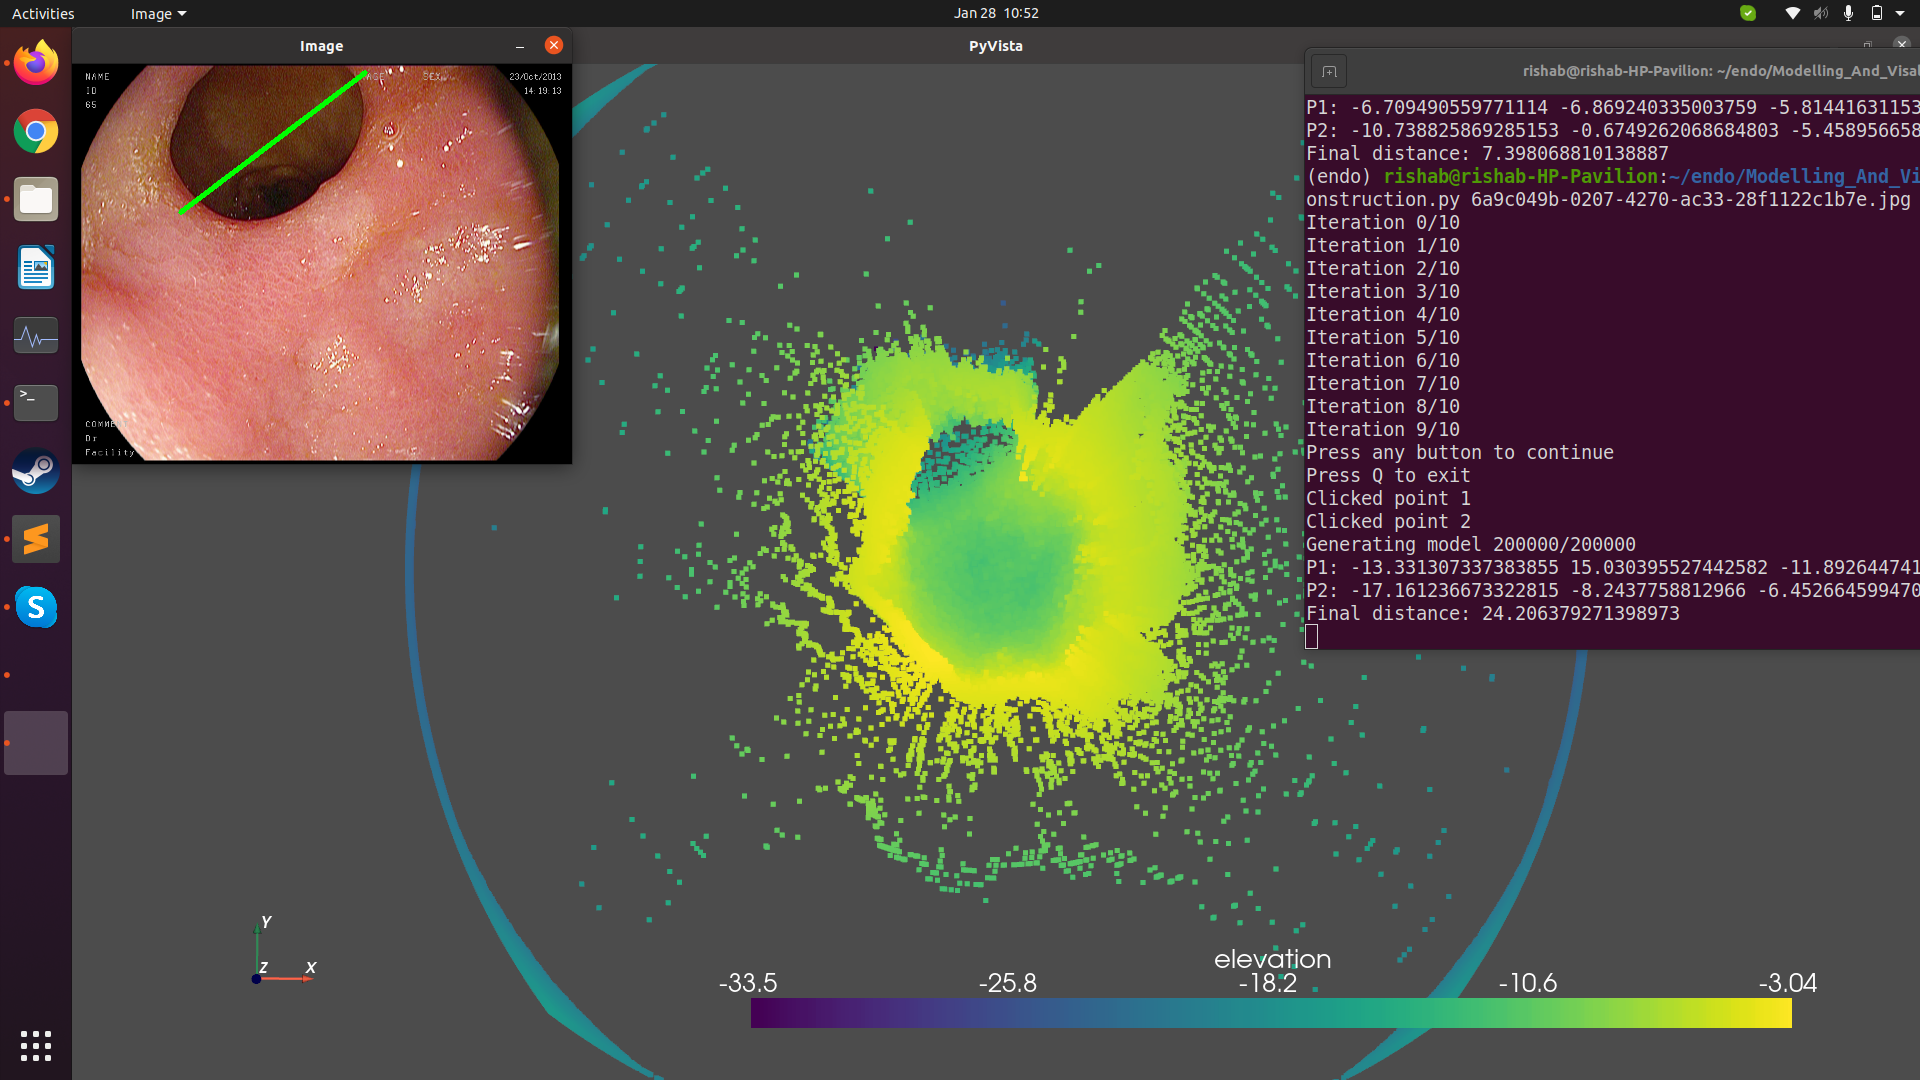 Activities
Image
Jan 28 10:52
Image
PyVista
NAME
ID
65
SEX
23/Oct/2013
14:19:13
COMME
Dr
Facility
rishab@rishab-HP-Pavilion: ~/endo/Modelling_And_Visa
P1: -6.709490559771114 -6.869240335003759 -5.81441631153
P2: -10.738825869285153 -0.6749262068684803 -5.458956658
Final distance: 7.398068810138887
(endo) rishab@rishab-HP-Pavilion:~/endo/Modelling_And_Vi
onstruction.py 6a9c049b-0207-4270-ac33-28f1122c1b7e.jpg
Iteration 0/10
Iteration 1/10
Iteration 2/10
Iteration 3/10
Iteration 4/10
Iteration 5/10
Iteration 6/10
Iteration 7/10
Iteration 8/10
Iteration 9/10
Press any button to continue
Press Q to exit
Clicked point 1
Clicked point 2
Generating model 200000/200000
P1: -13.331307337383855 15.030395527442582 -11.892644741
P2: -17.161236673322815 -8.2437758812966 -6.452664599470
Final distance: 24.206379271398973
Y
Z
X
elevation
-33.5
-25.8
-18.2
-10.6
-3.04